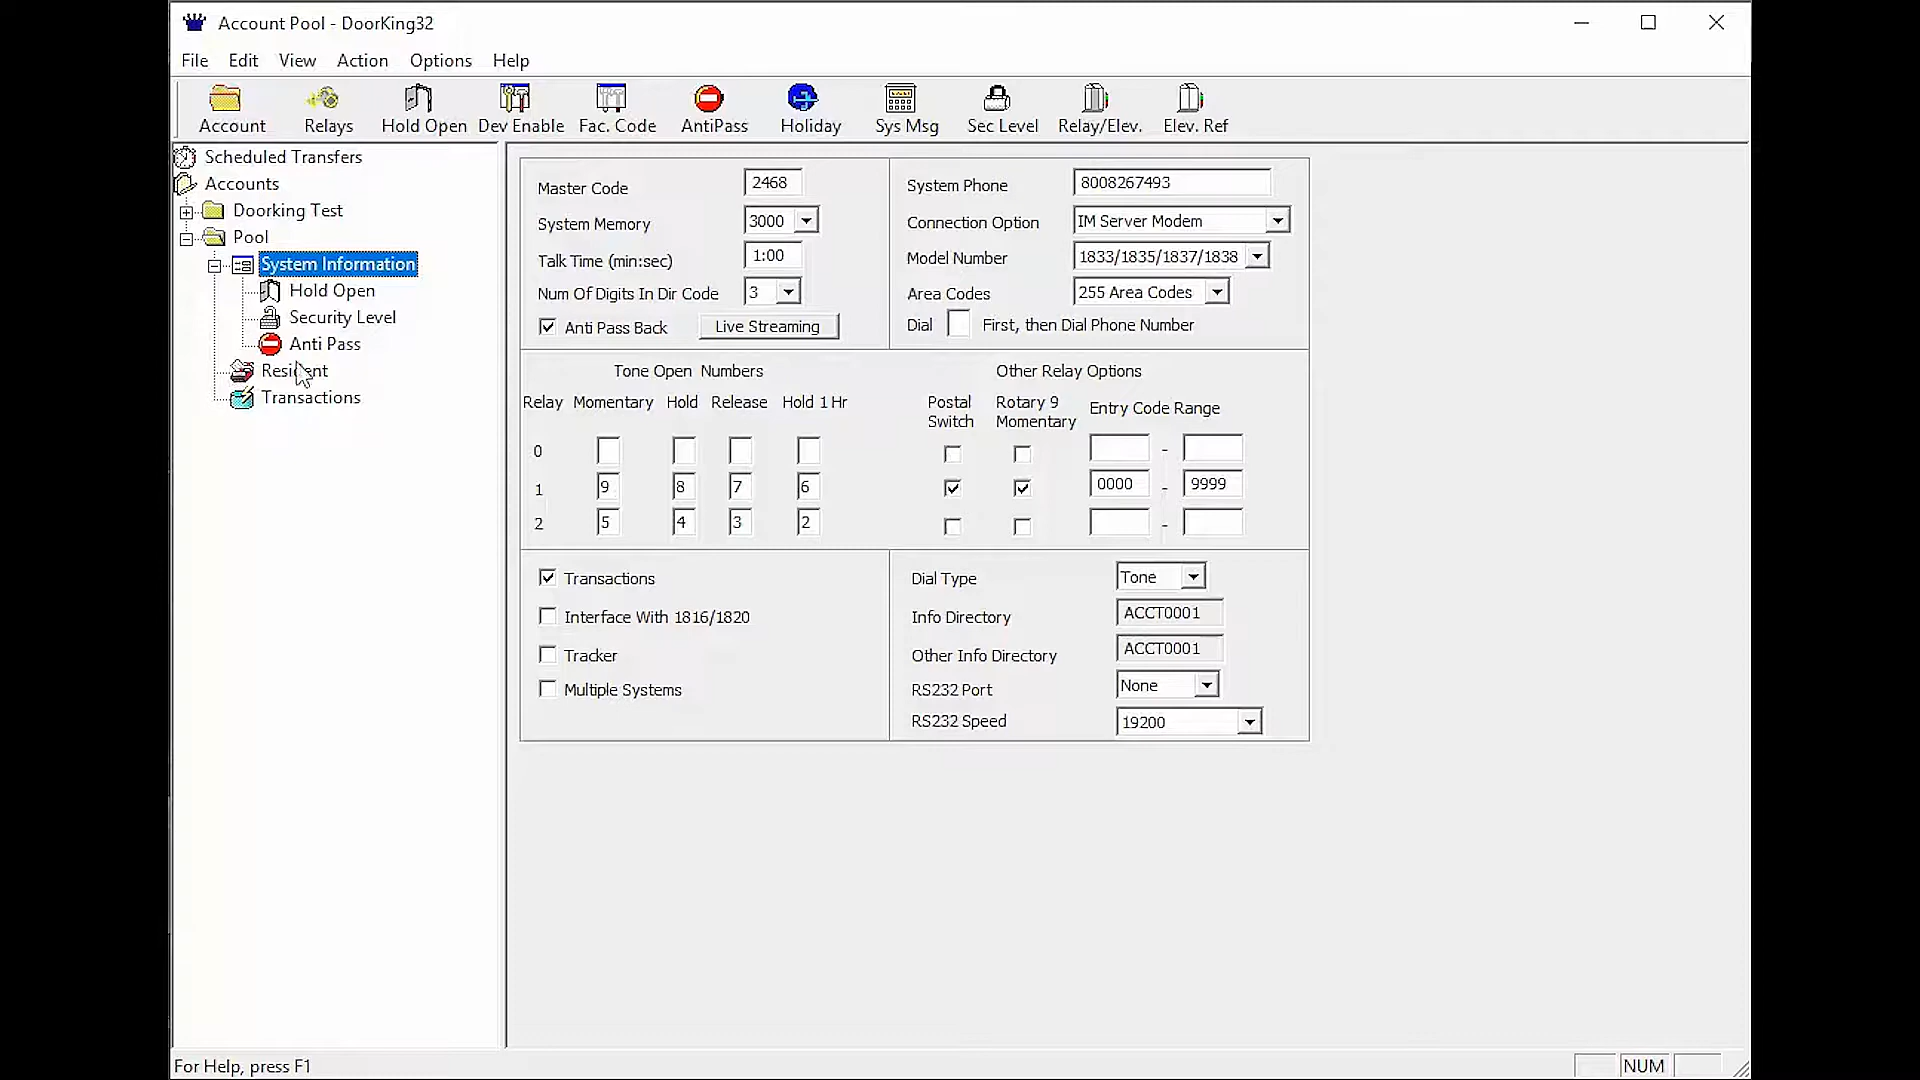 Account Pool - DoorKing32
File Edit View Action Options Help
Account Relays Hold Open Dev Enable Fac. Code AntiPass Holiday Sys Msg Sec Level Relay/Elev. Elev. Ref
Scheduled Transfers
Accounts
Doorking Test
Pool
System Information
Hold Open
Security Level
Anti Pass
Resident
Transactions
Master Code 2468
System Memory 3000
Talk Time (min:sec) 1:00
Num Of Digits In Dir Code 3
Anti Pass Back Live Streaming
System Phone 8008267493
Connection Option IM Server Modem
Model Number 1833/1835/1837/1838
Area Codes 255 Area Codes
Dial First, then Dial Phone Number
Tone Open Numbers
Relay Momentary Hold Release Hold 1 Hr
0
1 9 8 7 6
2 5 4 3 2
Other Relay Options
Postal Switch Rotary 9 Momentary Entry Code Range
-
0000 - 9999
-
Transactions
Interface With 1816/1820
Tracker
Multiple Systems
Dial Type Tone
Info Directory ACCT0001
Other Info Directory ACCT0001
RS232 Port None
RS232 Speed 19200
For Help, press F1 NUM